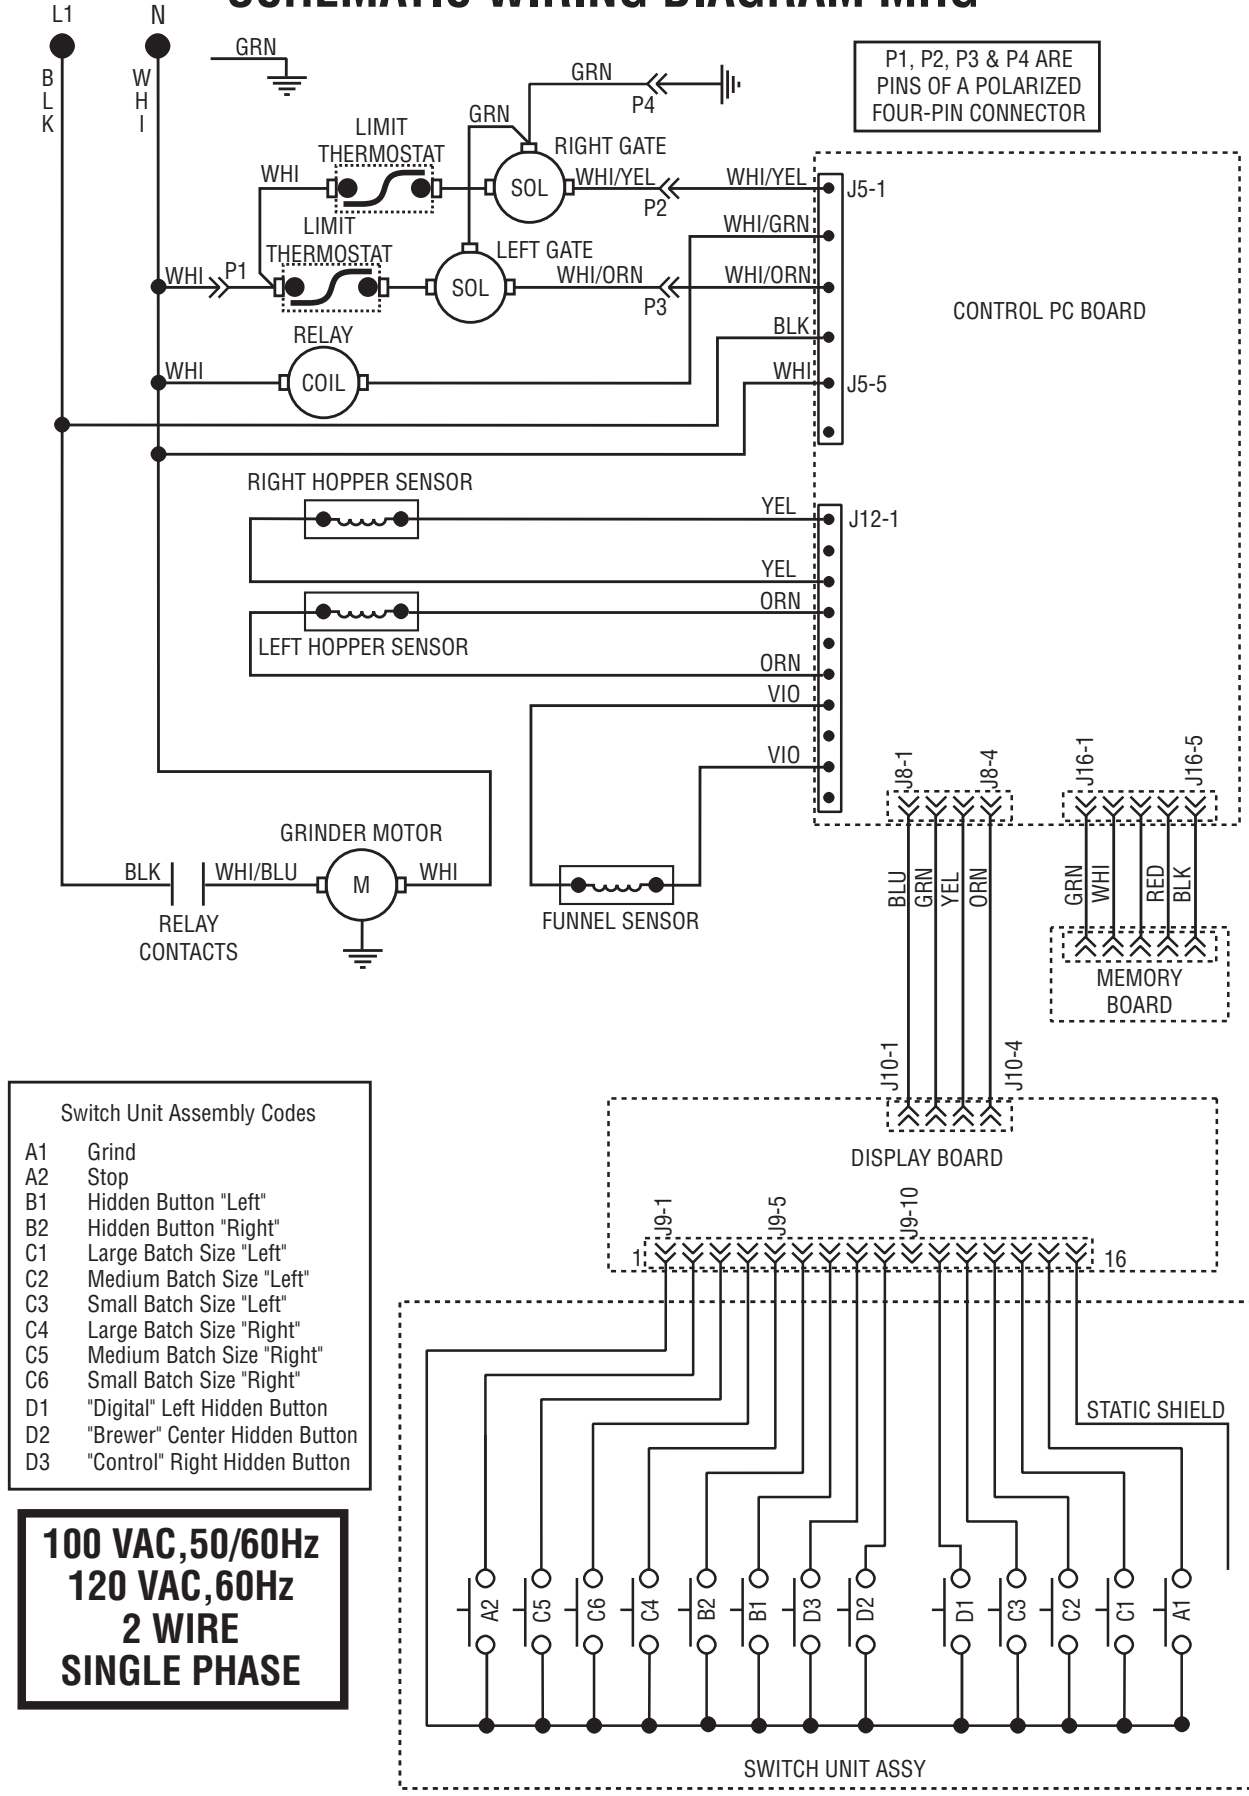 SCHEMATIC WIRING DIAGRAM MHG
L1
N
BLK
WHI
GRN
GRN
P4
P1, P2, P3 & P4 ARE
PINS OF A POLARIZED
FOUR-PIN CONNECTOR
GRN
LIMIT
THERMOSTAT
RIGHT GATE
WHI
SOL
WHI/YEL
P2
WHI/YEL
J5-1
LIMIT
THERMOSTAT
LEFT GATE
WHI/GRN
WHI
P1
SOL
WHI/ORN
P3
WHI/ORN
CONTROL PC BOARD
RELAY
BLK
WHI
COIL
WHI
J5-5
RIGHT HOPPER SENSOR
YEL
J12-1
YEL
ORN
LEFT HOPPER SENSOR
ORN
VIO
VIO
J8-1
J8-4
J16-1
J16-5
GRINDER MOTOR
BLK
WHI/BLU
M
WHI
RELAY
CONTACTS
FUNNEL SENSOR
BLU
GRN
YEL
ORN
GRN
WHI
RED
BLK
MEMORY
BOARD
J10-1
J10-4
DISPLAY BOARD
J9-1
J9-5
J9-10
1
16
Switch Unit Assembly Codes
A1 Grind
A2 Stop
B1 Hidden Button "Left"
B2 Hidden Button "Right"
C1 Large Batch Size "Left"
C2 Medium Batch Size "Left"
C3 Small Batch Size "Left"
C4 Large Batch Size "Right"
C5 Medium Batch Size "Right"
C6 Small Batch Size "Right"
D1 "Digital" Left Hidden Button
D2 "Brewer" Center Hidden Button
D3 "Control" Right Hidden Button
STATIC SHIELD
100 VAC,50/60Hz
120 VAC,60Hz
2 WIRE
SINGLE PHASE
A2
C5
C6
C4
B2
B1
D3
D2
D1
C3
C2
C1
A1
SWITCH UNIT ASSY